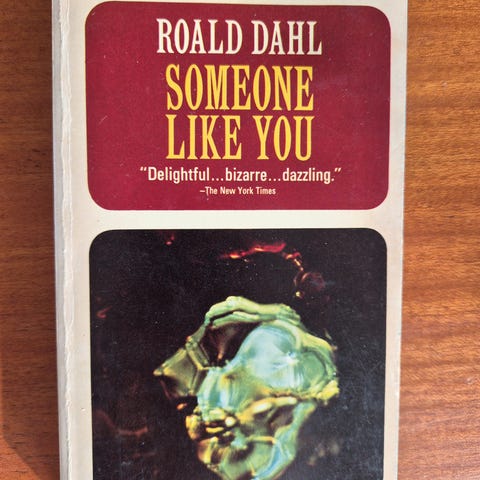 ROALD DAHL
SOMEONE
LIKE YOU
“Delightful...bizarre...dazzling.”
—The New York Times